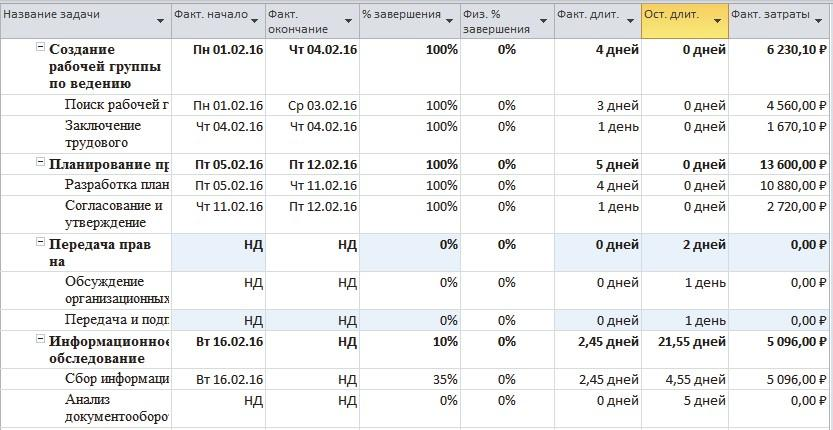 Название задачи Факт. начало Факт. окончание % завершения Физ. % завершения Факт. длит. Ост. длит. Факт. затраты
Создание рабочей группы по ведению Пн 01.02.16 Чт 04.02.16 100% 0% 4 дней 0 дней 6 230,10 ₽
Поиск рабочей г Пн 01.02.16 Ср 03.02.16 100% 0% 3 дней 0 дней 4 560,00 ₽
Заключение трудового Чт 04.02.16 Чт 04.02.16 100% 0% 1 день 0 дней 1 670,10 ₽
Планирование пр Пт 05.02.16 Пт 12.02.16 100% 0% 5 дней 0 дней 13 600,00 ₽
Разработка план Пт 05.02.16 Чт 11.02.16 100% 0% 4 дней 0 дней 10 880,00 ₽
Согласование и утверждение Чт 11.02.16 Пт 12.02.16 100% 0% 1 день 0 дней 2 720,00 ₽
Передача прав на НД НД 0% 0% 0 дней 2 дней 0,00 ₽
Обсуждение организационных НД НД 0% 0% 0 дней 1 день 0,00 ₽
Передача и подп НД НД 0% 0% 0 дней 1 день 0,00 ₽
Информационное обследование Вт 16.02.16 НД 10% 0% 2,45 дней 21,55 дней 5 096,00 ₽
Сбор информаци Вт 16.02.16 НД 35% 0% 2,45 дней 4,55 дней 5 096,00 ₽
Анализ документооборо НД НД 0% 0% 0 дней 5 дней 0,00 ₽